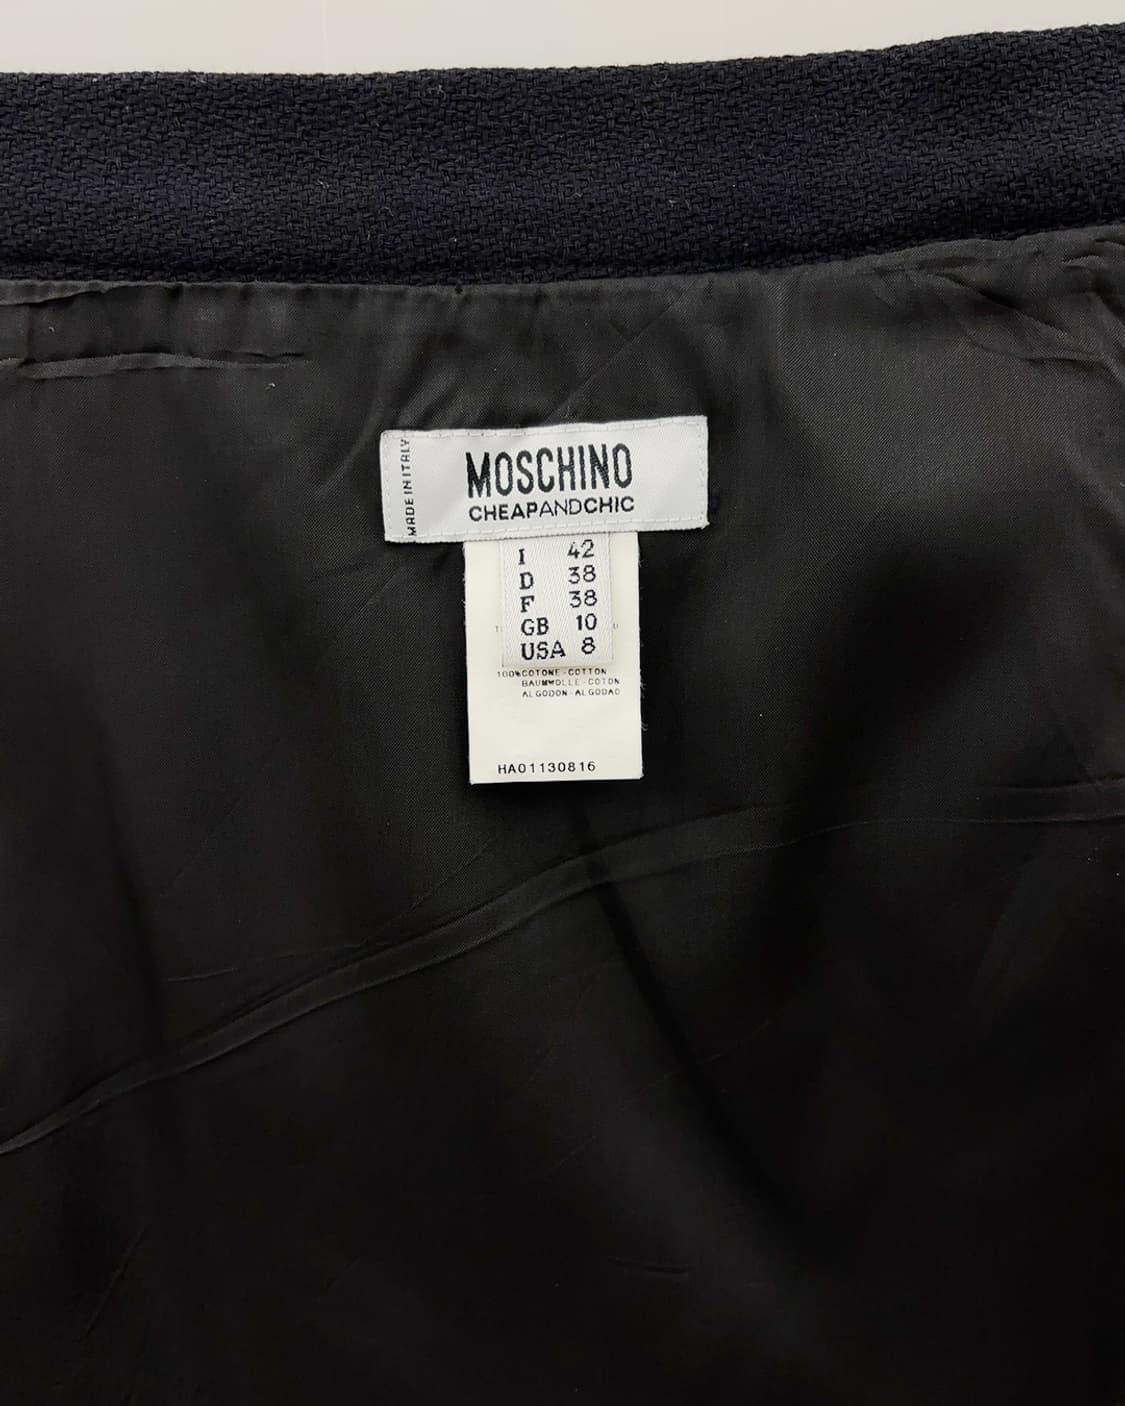 MADE IN ITALY
MOSCHINO
CHEAPANDCHIC
I 42
D 38
F 38
GB 10
USA 8
100%COTONE-COTTON
BAUMWOLLE-COTON
ALGODON-ALGODAO
HA01130816